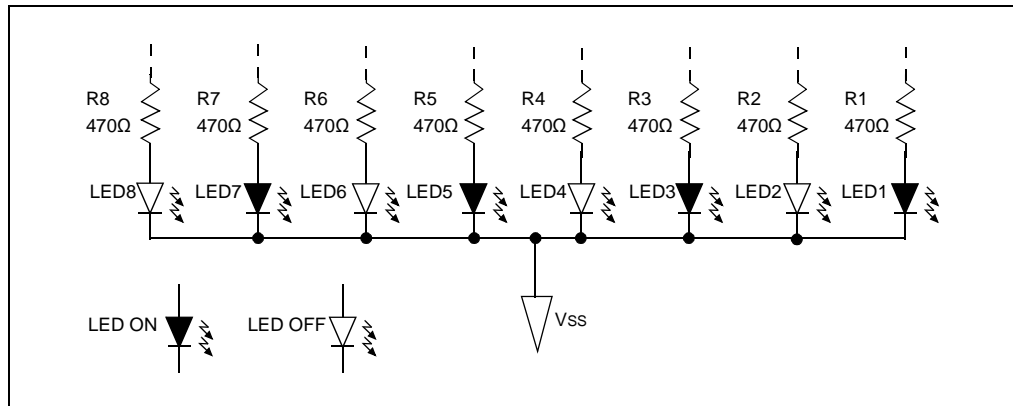 R8 R7 R6 R5 R4 R3 R2 R1
470Ω 470Ω 470Ω 470Ω 470Ω 470Ω 470Ω 470Ω
LED8 LED7 LED6 LED5 LED4 LED3 LED2 LED1
LED ON LED OFF VSS